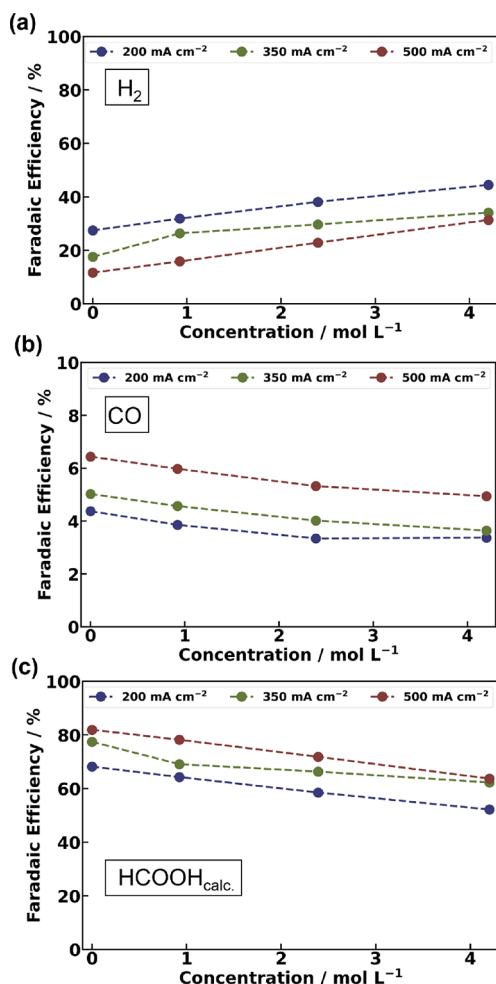 (a)
100
80
60
40
20
0
Faradaic Efficiency / %
200 mA cm⁻² 350 mA cm⁻² 500 mA cm⁻²
H₂
0 1 2 3 4
Concentration / mol L⁻¹
(b)
10
8
6
4
2
0
Faradaic Efficiency / %
200 mA cm⁻² 350 mA cm⁻² 500 mA cm⁻²
CO
0 1 2 3 4
Concentration / mol L⁻¹
(c)
100
80
60
40
20
0
Faradaic Efficiency / %
200 mA cm⁻² 350 mA cm⁻² 500 mA cm⁻²
HCOOH calc.
0 1 2 3 4
Concentration / mol L⁻¹